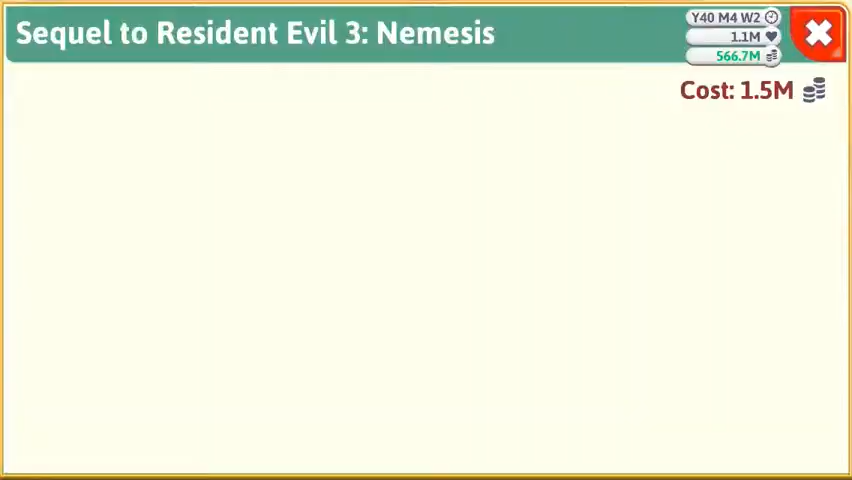 Sequel to Resident Evil 3: Nemesis
Y40 M4 W2
1.1M
566.7M
Cost: 1.5M